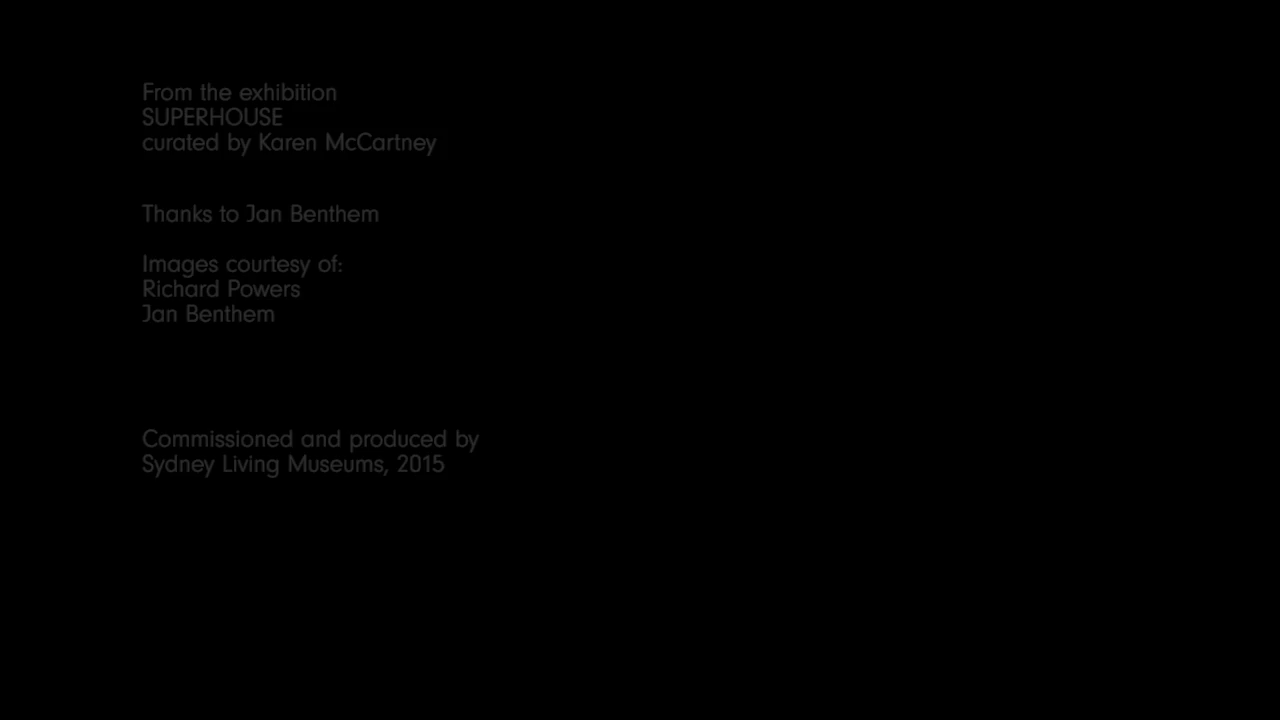 From the exhibition
SUPERHOUSE
curated by Karen McCartney
Thanks to Jan Benthem
Images courtesy of:
Richard Powers
Jan Benthem
Commissioned and produced by
Sydney Living Museums, 2015